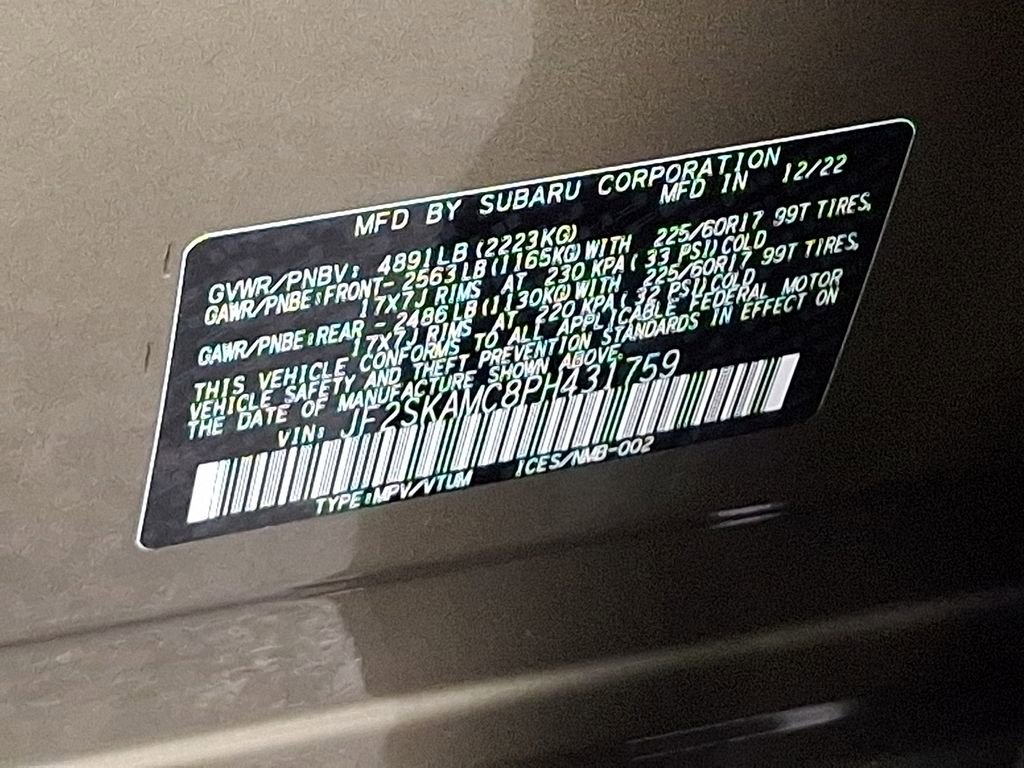 MFD BY SUBARU CORPORATION
MFD IN 12/22
GVWR/PNBV: 4891LB (2223KG)
GAWR/PNBE:FRONT- 2563LB (1165KG) WITH 225/60R17 99T TIRES,
17X7J RIMS AT 230 KPA( 33 PSI) COLD
GAWR/PNBE:REAR - 2486LB (1130KG) WITH 225/60R17 99T TIRES,
17X7J RIMS AT 220 KPA( 32 PSI) COLD
THIS VEHICLE CONFORMS TO ALL APPLICABLE FEDERAL MOTOR
VEHICLE SAFETY AND THEFT PREVENTION STANDARDS IN EFFECT ON
THE DATE OF MANUFACTURE SHOWN ABOVE.
VIN: JF2SKAMC8PH431759
TYPE:MPV/VTUM ICES/NMB-002